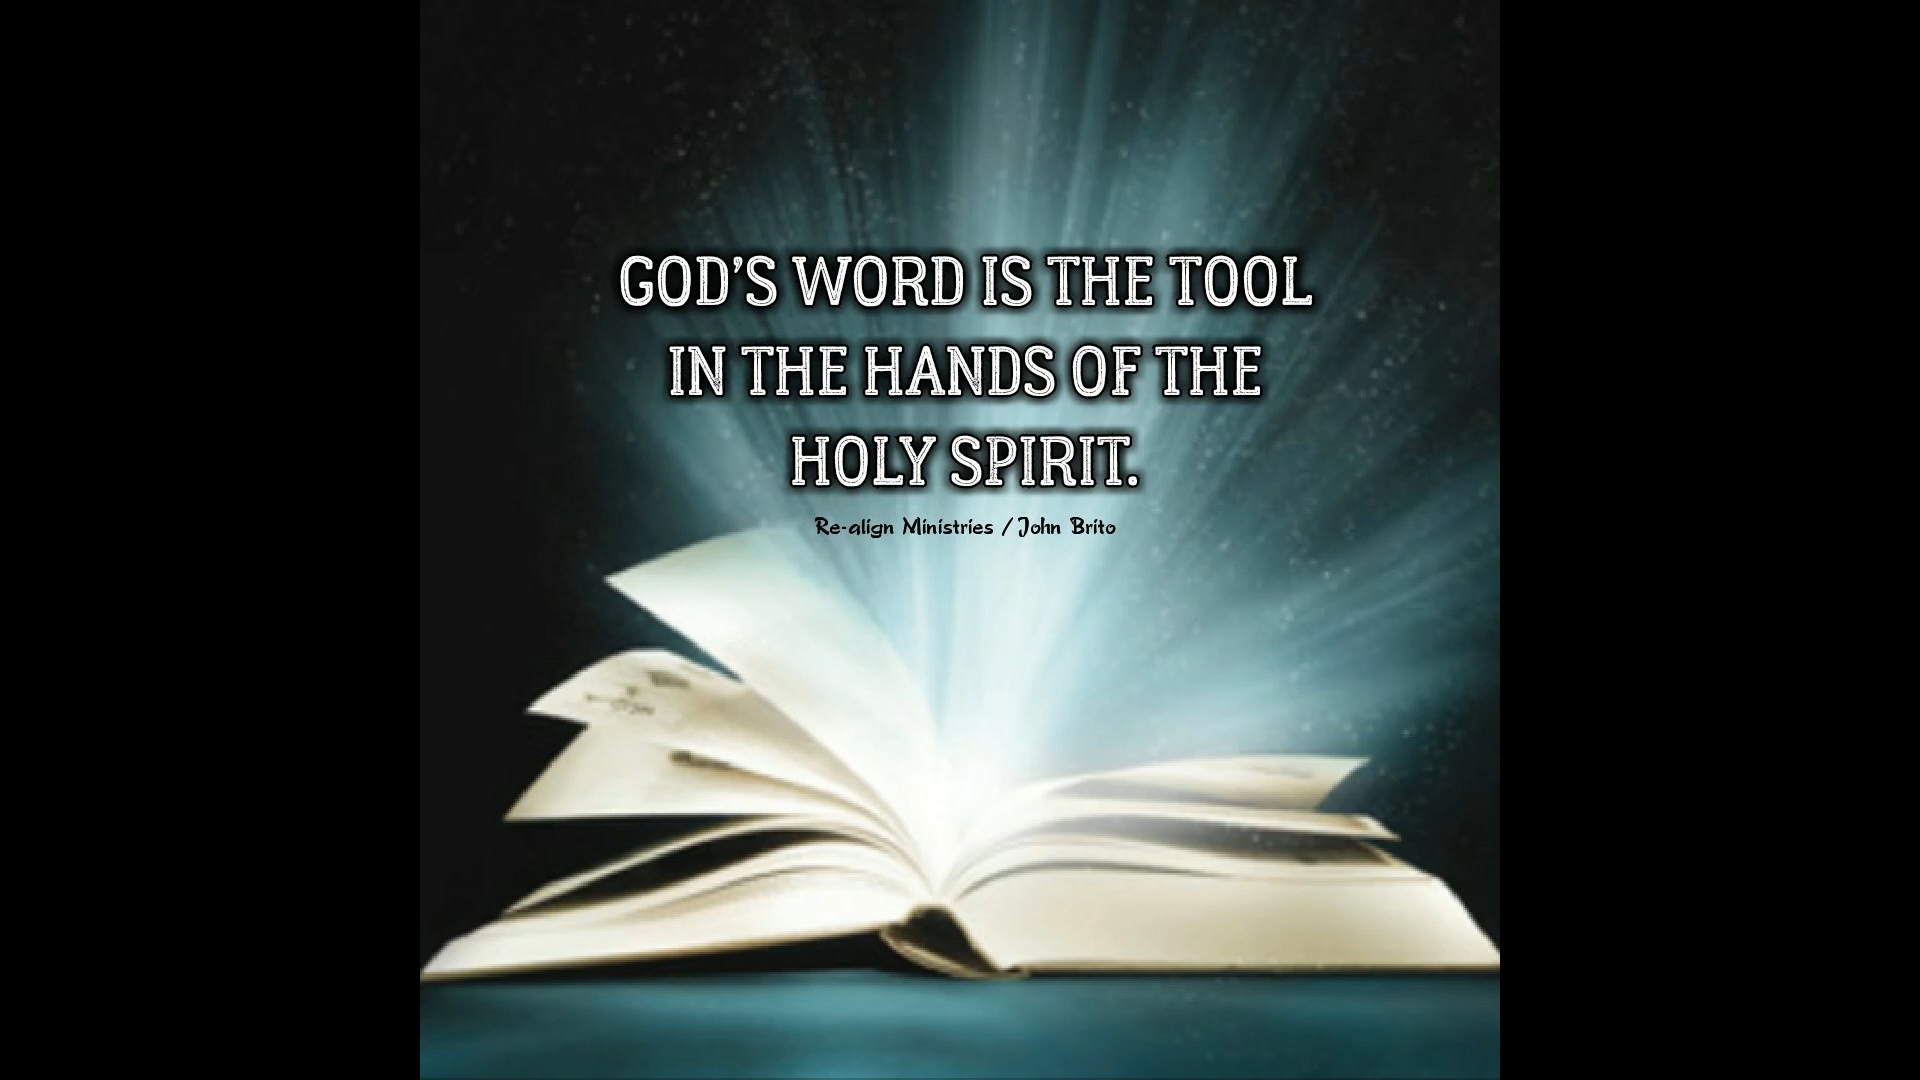 GOD'S WORD IS THE TOOL
IN THE HANDS OF THE
HOLY SPIRIT.
Re-align Ministries / John Brito